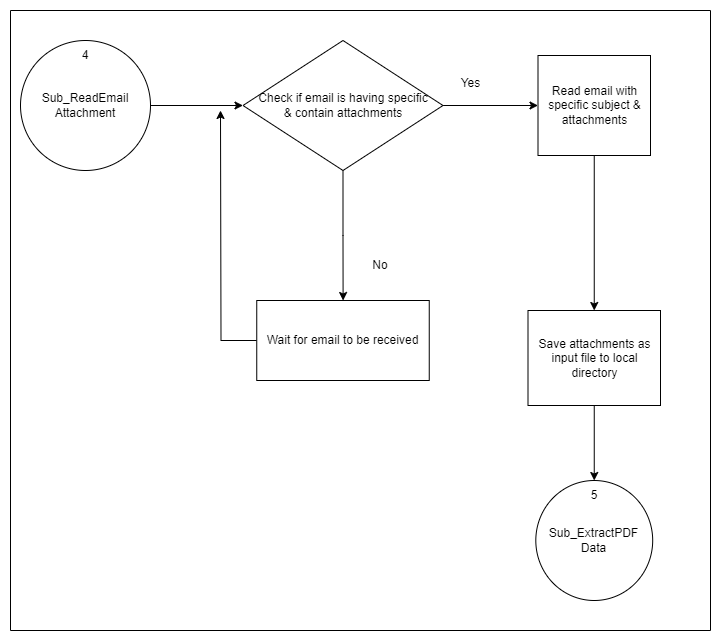 4
Sub_ReadEmail
Attachment
Check if email is having specific
& contain attachments
Yes
Read email with
specific subject &
attachments
No
Wait for email to be received
Save attachments as
input file to local
directory
5
Sub_ExtractPDF
Data